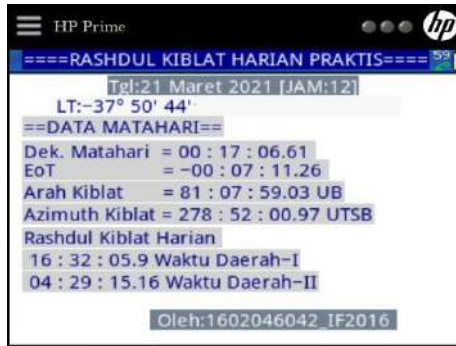 HP Prime
hp
====RASHDUL KIBLAT HARIAN PRAKTIS==== 59
Tgl:21 Maret 2021 [JAM:12]
LT:−37° 50' 44'
==DATA MATAHARI==
Dek. Matahari = 00 : 17 : 06.61
EoT = −00 : 07 : 11.26
Arah Kiblat = 81 : 07 : 59.03 UB
Azimuth Kiblat = 278 : 52 : 00.97 UTSB
Rashdul Kiblat Harian
16 : 32 : 05.9 Waktu Daerah−I
04 : 29 : 15.16 Waktu Daerah−II
Oleh:1602046042_IF2016